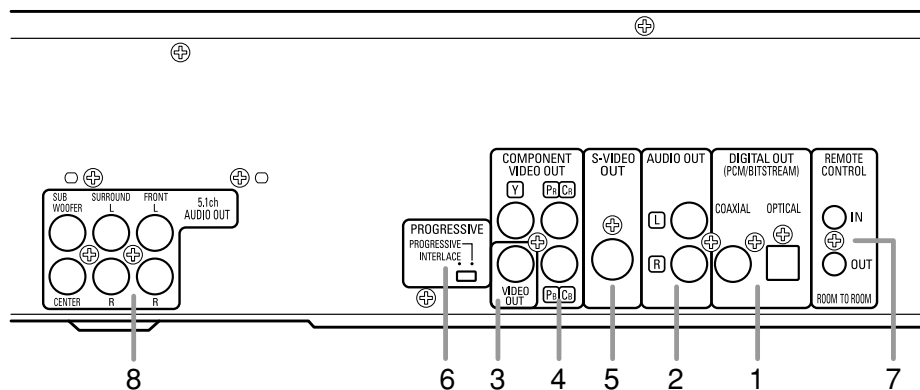 SUB WOOFER
SURROUND L
FRONT L
5.1ch AUDIO OUT
CENTER
R
R
PROGRESSIVE
PROGRESSIVE
INTERLACE
COMPONENT VIDEO OUT
Y
PR CR
VIDEO OUT
PB CB
S-VIDEO OUT
AUDIO OUT
L
R
DIGITAL OUT
(PCM/BITSTREAM)
COAXIAL
OPTICAL
REMOTE CONTROL
IN
OUT
ROOM TO ROOM
8
6
3
4
5
2
1
7